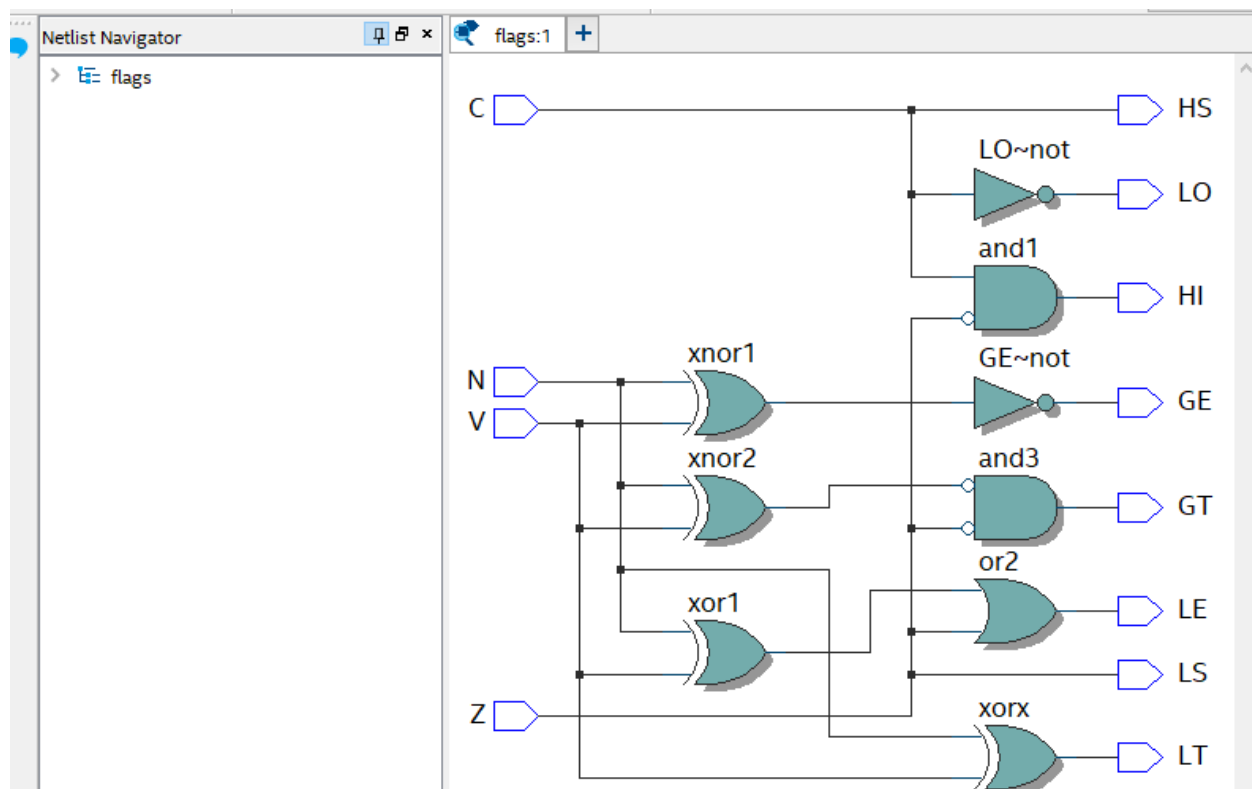 Netlist Navigator
flags:1
flags
C
HS
LO~not
LO
and1
HI
xnor1
GE~not
N
GE
V
xnor2
and3
GT
or2
xor1
LE
LS
Z
xorx
LT